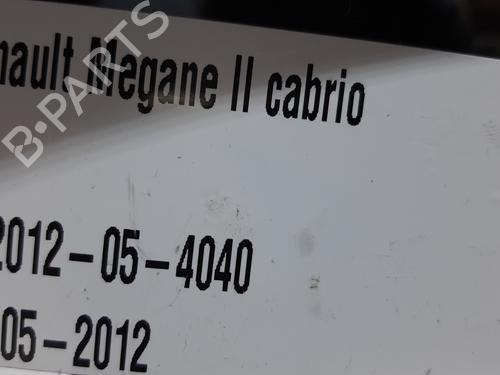 nault Megane II cabrio
B-PARTS
2012-05-4040
05-2012